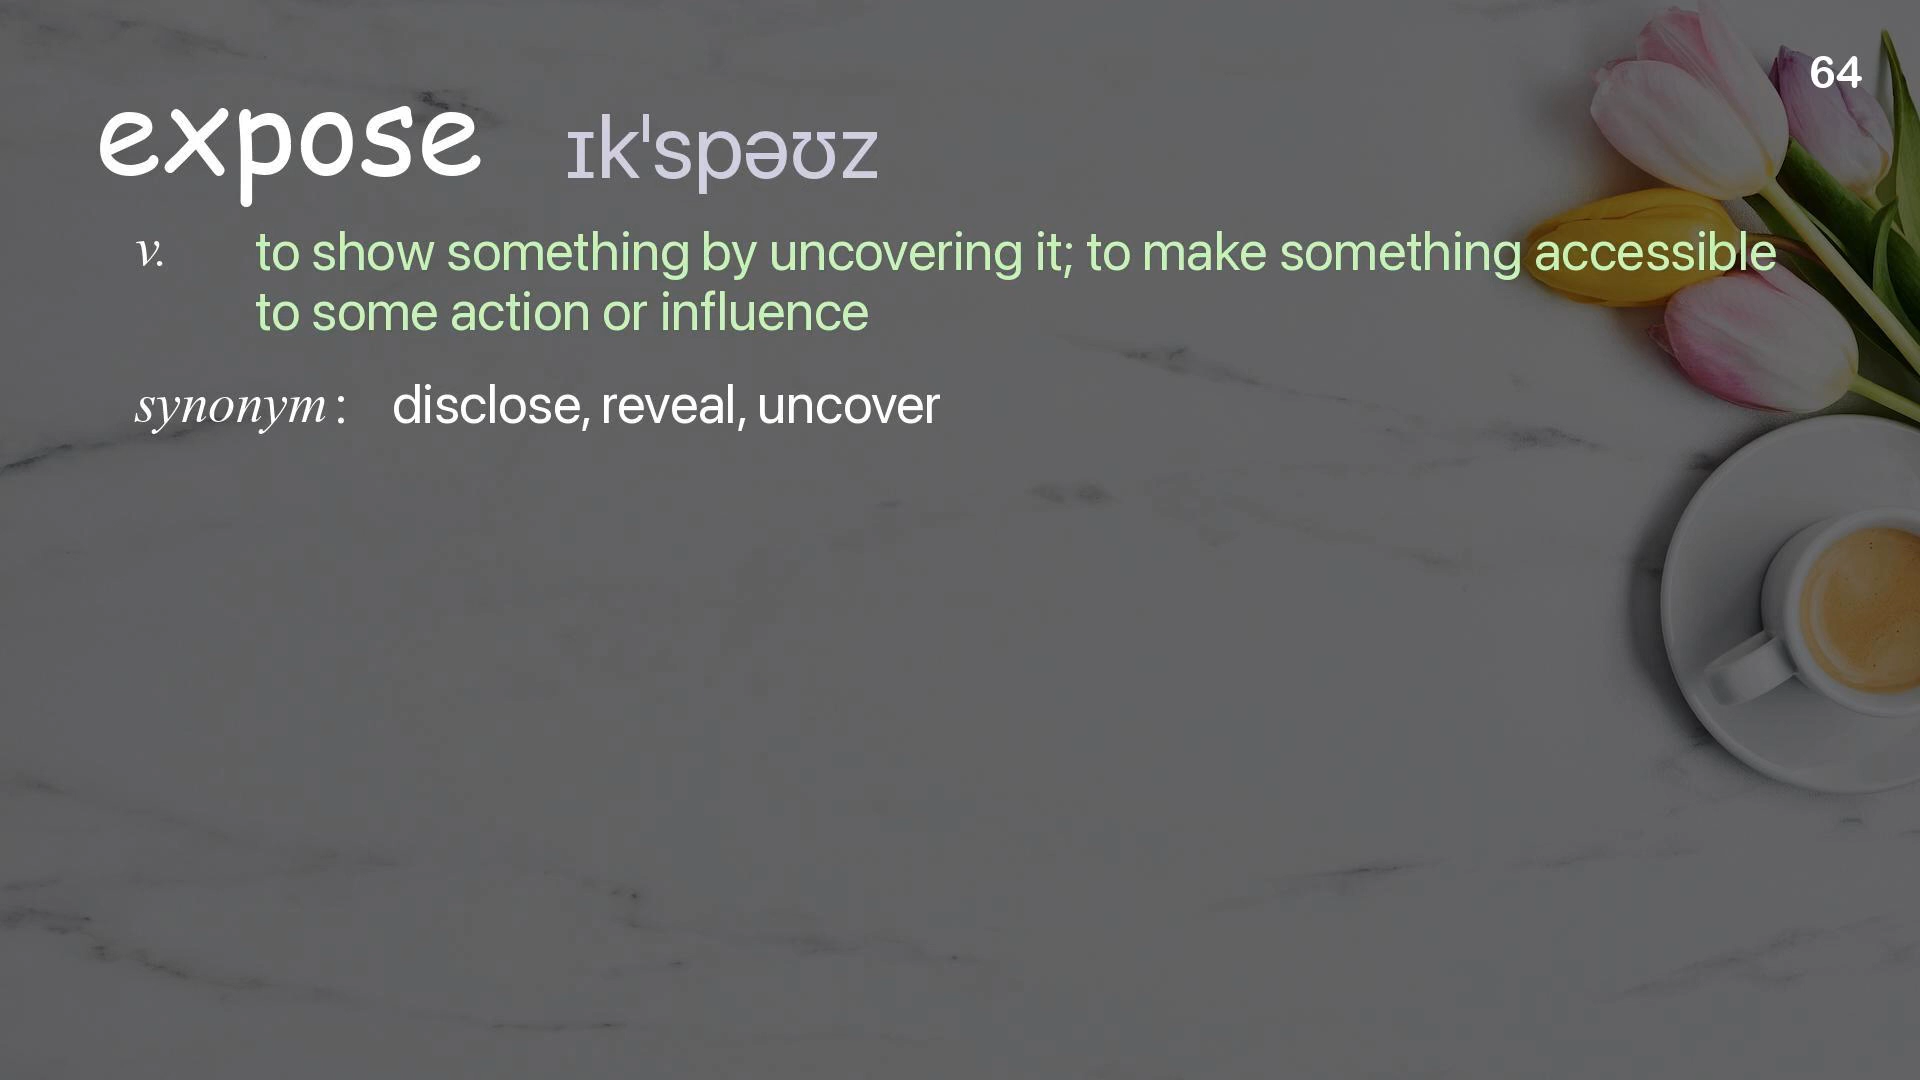 64
expose ɪkˈspəʊz
v. to show something by uncovering it; to make something accessible
to some action or influence
synonym: disclose, reveal, uncover